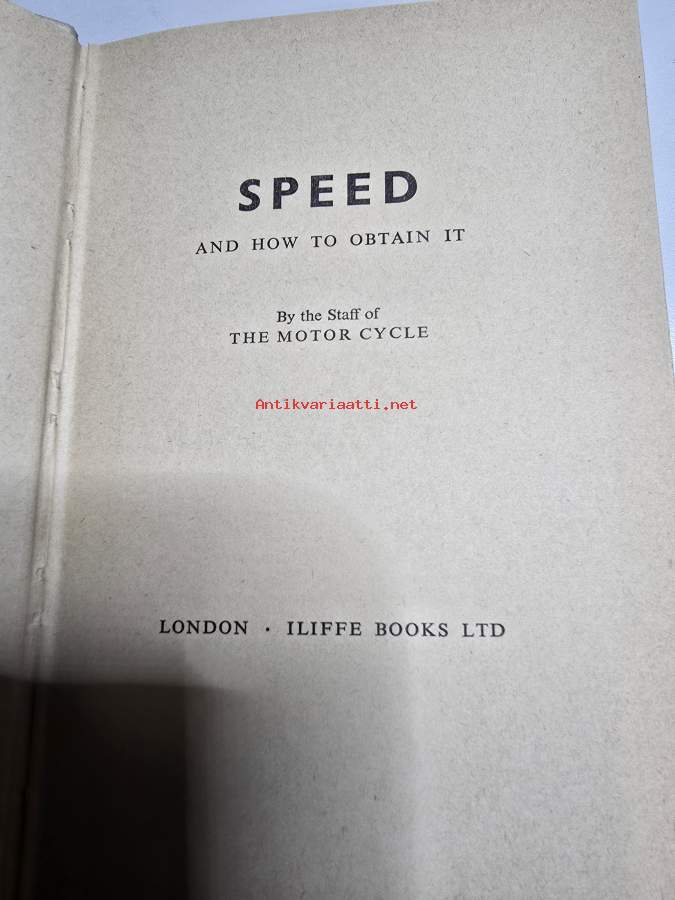 SPEED
AND HOW TO OBTAIN IT
By the Staff of
THE MOTOR CYCLE
Antikvariaatti.net
LONDON · ILIFFE BOOKS LTD